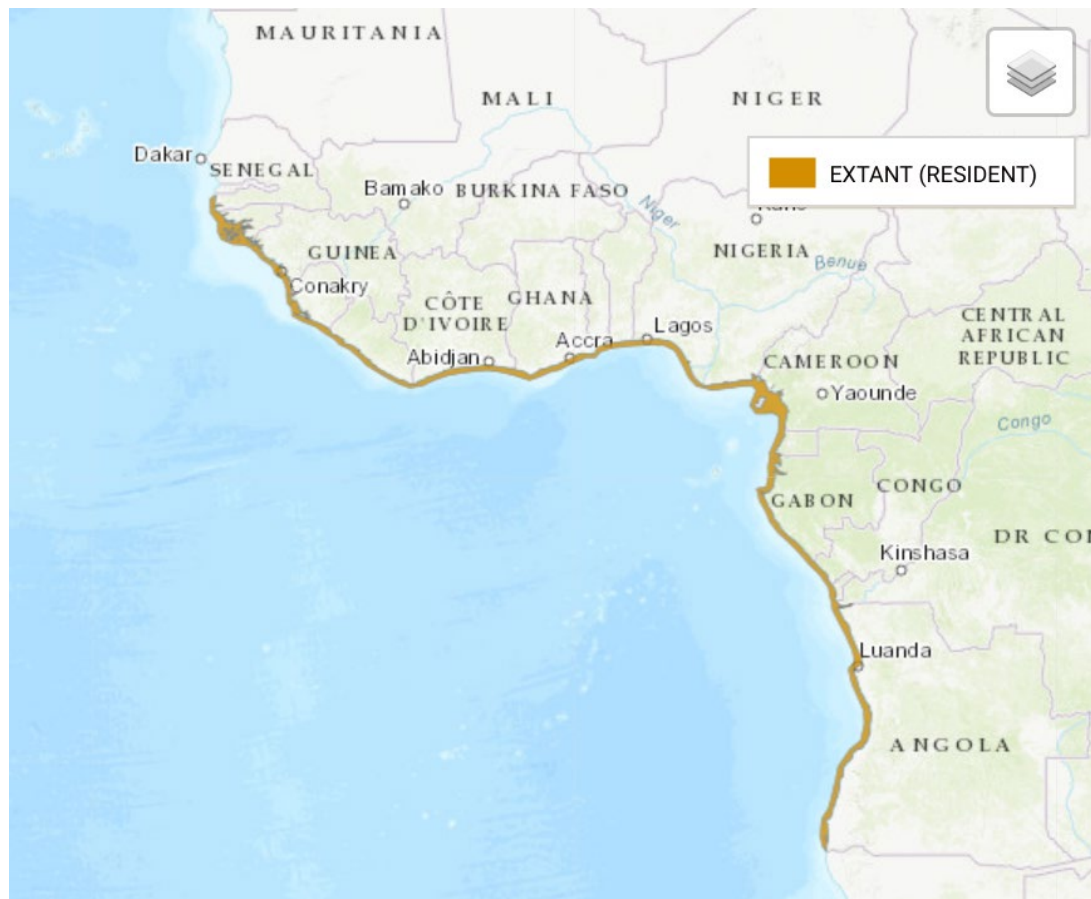 MAURITANIA
MALI
NIGER
Dakar
SENEGAL
EXTANT (RESIDENT)
Bamako
BURKINA FASO
Niger
NIGERIA
Benue
GUINEA
Conakry
CÔTE
D'IVOIRE
GHANA
Lagos
Accra
Abidjan
CENTRAL
AFRICAN
REPUBLIC
CAMEROON
Yaounde
Congo
GABON
CONGO
DR CO
Kinshasa
Luanda
ANGOLA